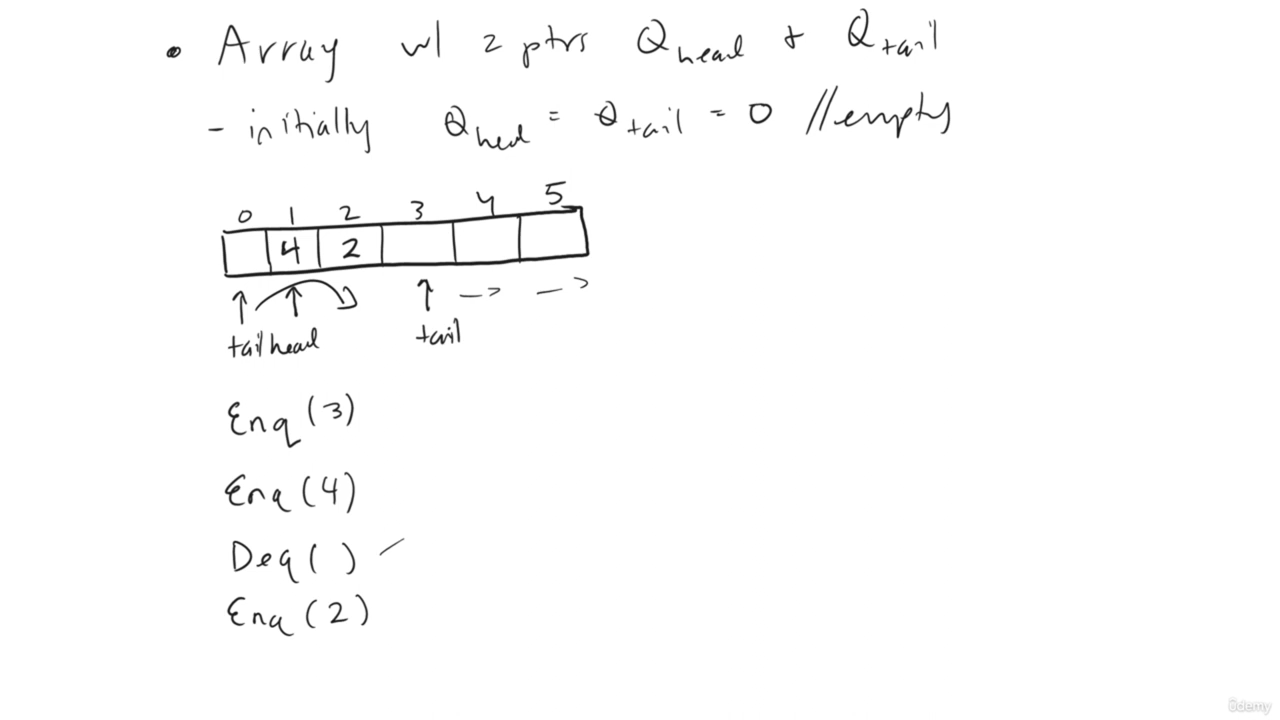 • Array w/ 2 ptrs Qhead + Qtail
- initially Qhead = Qtail = 0 //empty
0 1 2 3 4 5
4 2
tail head tail
Enq (3)
Enq (4)
Deq ( )
Enq (2)
ûdemy